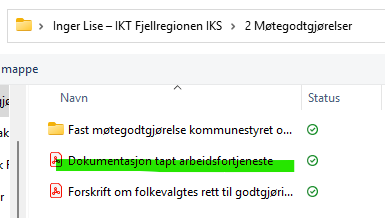 Inger Lise – IKT Fjellregionen IKS > 2 Møtegodtgjørelser
mappe
Navn Status
Fast møtegodtgjørelse kommunestyret o...
Dokumentasjon tapt arbeidsfortjeneste
Forskrift om folkevalgtes rett til godtgjøri...